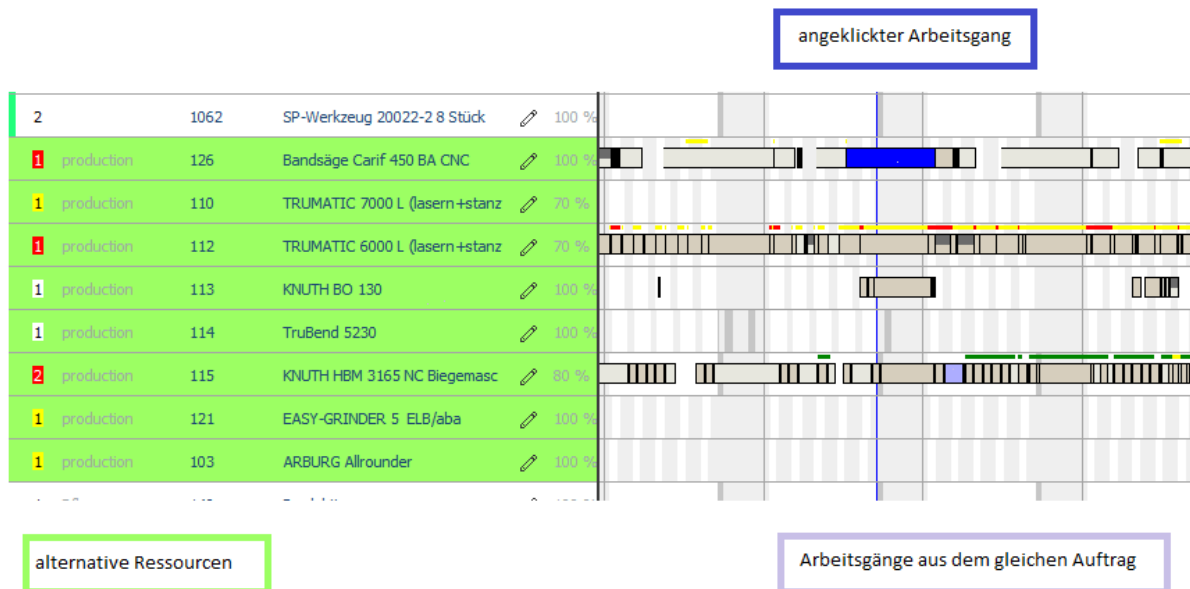 angeklickter Arbeitsgang
2 1062 SP-Werkzeug 20022-2 8 Stück 100 %
1 production 126 Bandsäge Carif 450 BA CNC 100 %
1 production 110 TRUMATIC 7000 L (lasern+stanz 70 %
1 production 112 TRUMATIC 6000 L (lasern+stanz 70 %
1 production 113 KNUTH BO 130 100 %
1 production 114 TruBend 5230 100 %
2 production 115 KNUTH HBM 3165 NC Biegemasc 80 %
1 production 121 EASY-GRINDER 5 ELB/aba 100 %
1 production 103 ARBURG Allrounder 100 %
alternative Ressourcen
Arbeitsgänge aus dem gleichen Auftrag